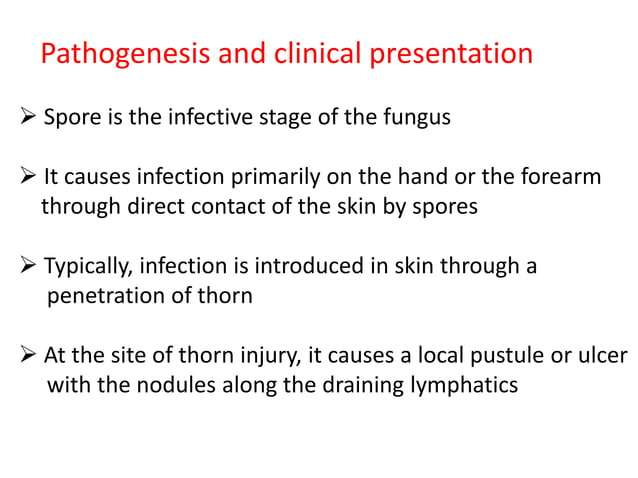 Pathogenesis and clinical presentation
➢ Spore is the infective stage of the fungus
➢ It causes infection primarily on the hand or the forearm
through direct contact of the skin by spores
➢ Typically, infection is introduced in skin through a
penetration of thorn
➢ At the site of thorn injury, it causes a local pustule or ulcer
with the nodules along the draining lymphatics